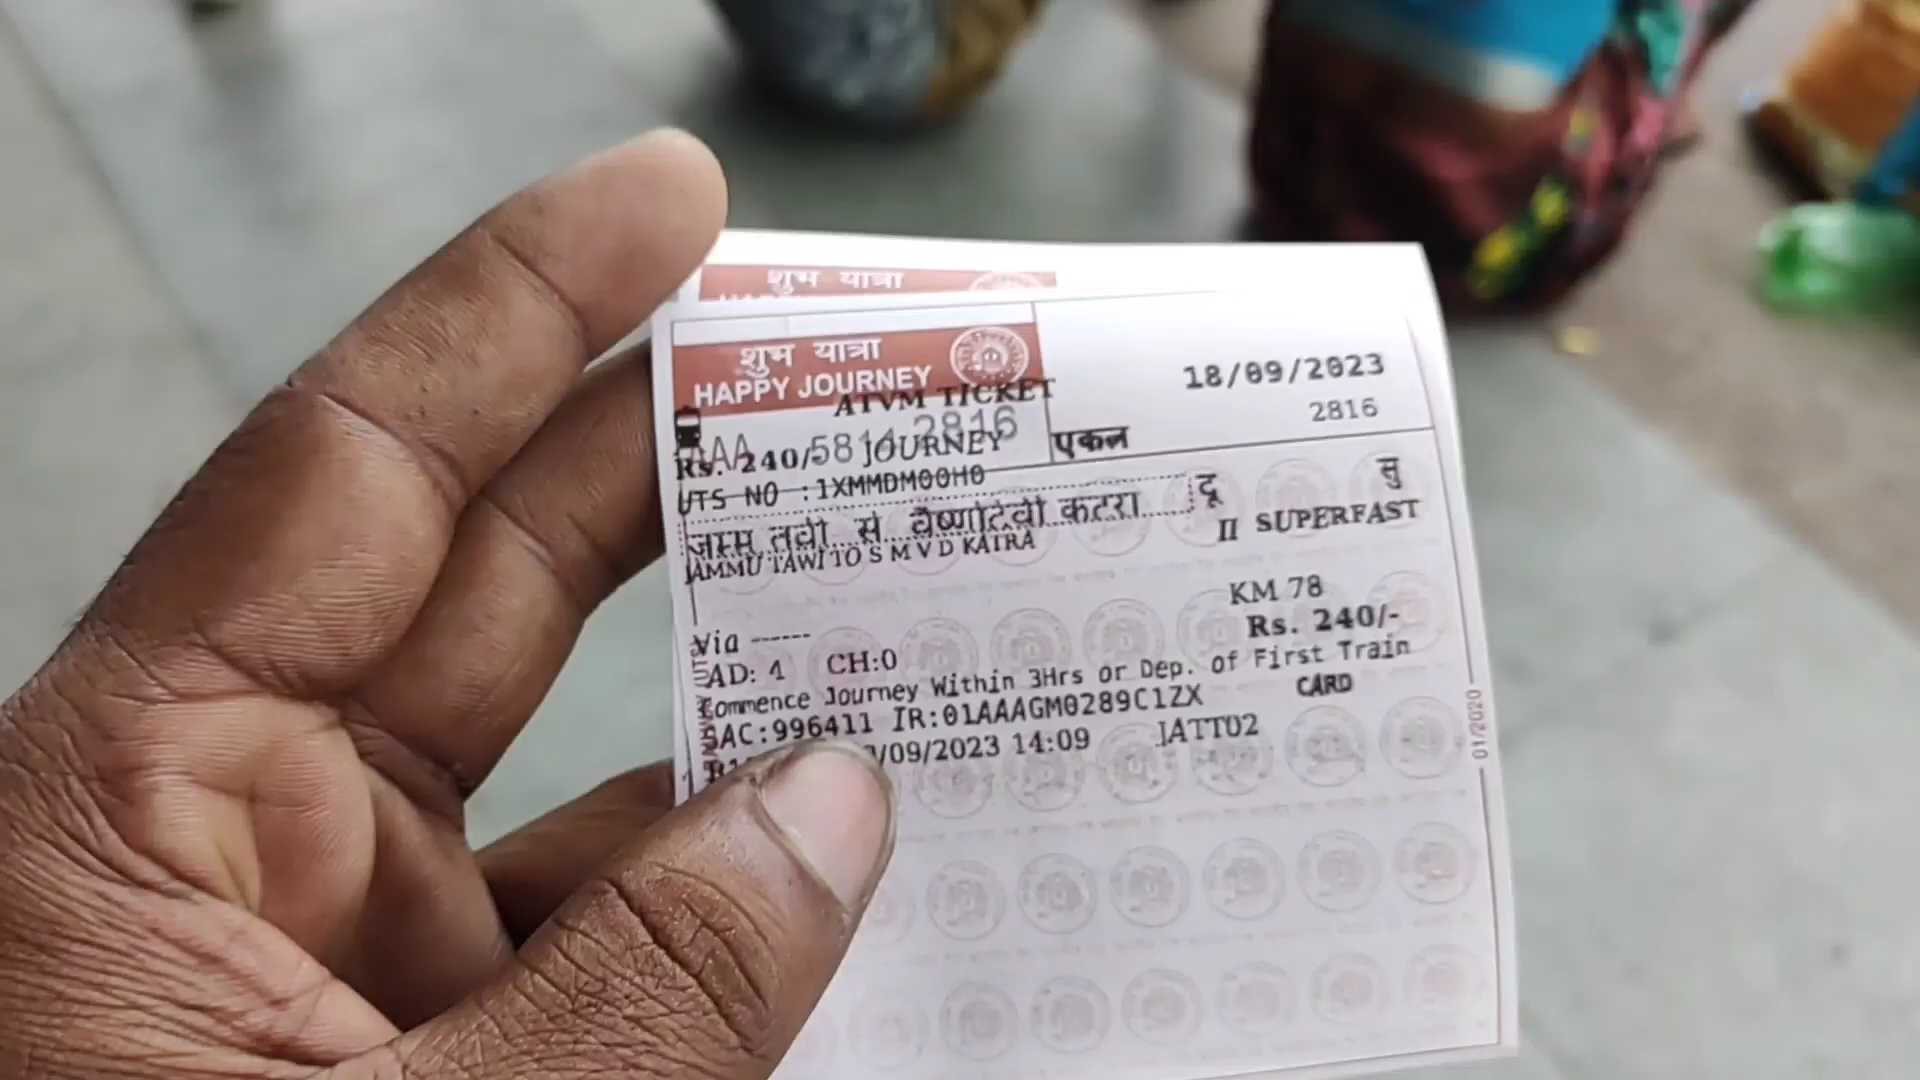 शुभ यात्रा
शुभ यात्रा
HAPPY JOURNEY
ATVM TICKET
18/09/2023
2816
5814 2816
Rs. 240/- JOURNEY एकल
UTS NO :1XMMDM00H0
जम्मू तवी से वैष्णोदेवी कटरा दू सु
JAMMU TAWI TO S M V D KATRA II SUPERFAST
KM 78
Via ------ Rs. 240/-
AD: 4 CH:0
Commence Journey Within 3Hrs or Dep. of First Train
SAC:996411 IR:01AAAGM0289C1ZX CARD
/09/2023 14:09 JATT02
01/2020